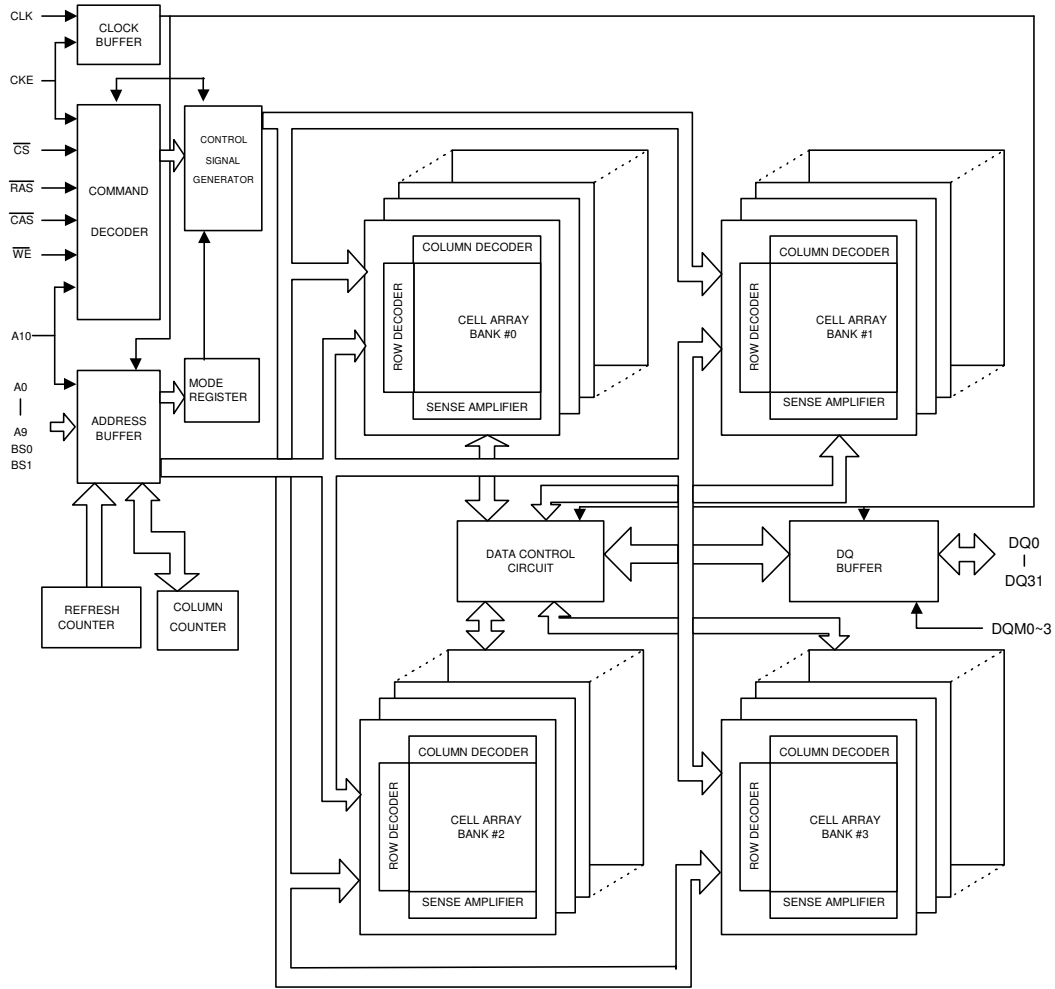 CLK
CLOCK
BUFFER
CKE
CS
RAS
CAS
WE
A10
COMMAND
DECODER
CONTROL
SIGNAL
GENERATOR
A0
A9
BS0
BS1
ADDRESS
BUFFER
MODE
REGISTER
REFRESH
COUNTER
COLUMN
COUNTER
COLUMN DECODER
ROW DECODER
CELL ARRAY
BANK #0
SENSE AMPLIFIER
COLUMN DECODER
ROW DECODER
CELL ARRAY
BANK #1
SENSE AMPLIFIER
DATA CONTROL
CIRCUIT
DQ
BUFFER
DQ0
DQ31
DQM0~3
COLUMN DECODER
ROW DECODER
CELL ARRAY
BANK #2
SENSE AMPLIFIER
COLUMN DECODER
ROW DECODER
CELL ARRAY
BANK #3
SENSE AMPLIFIER